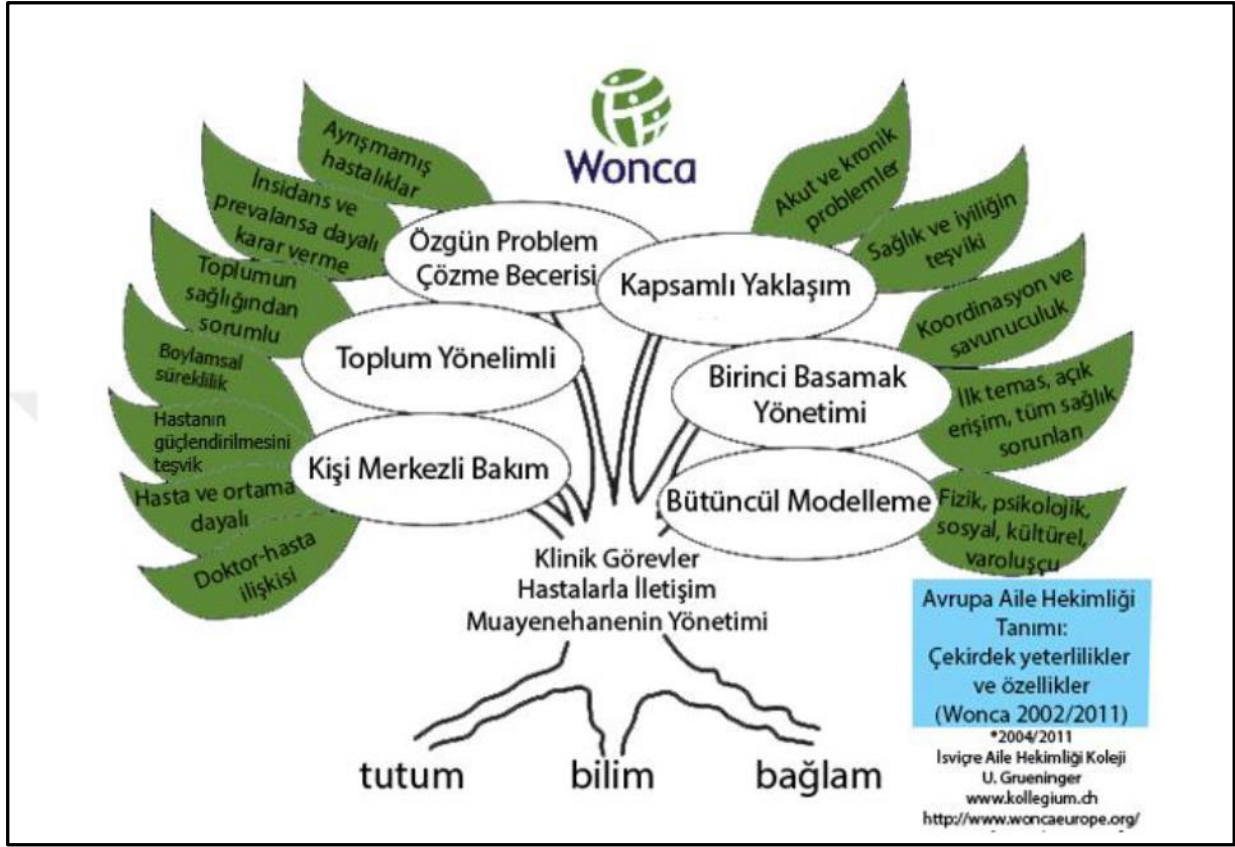 Wonca
Ayrışmamış
hastalıklar
İnsidans ve
prevalansa dayalı
karar verme
Toplumun
sağlığından
sorumlu
Boylamsal
süreklilik
Hastanın
güçlendirilmesini
teşvik
Hasta ve ortama
dayalı
Doktor-hasta
ilişkisi
Özgün Problem
Çözme Becerisi
Toplum Yönelimli
Kişi Merkezli Bakım
Kapsamlı Yaklaşım
Birinci Basamak
Yönetimi
Bütüncül Modelleme
Akut ve kronik
problemler
Sağlık ve iyiliğin
teşviki
Koordinasyon ve
savunuculuk
İlk temas, açık
erişim, tüm sağlık
sorunları
Fizik, psikolojik,
sosyal, kültürel,
varoluşçu
Klinik Görevler
Hastalarla İletişim
Muayenehanenin Yönetimi
tutum
bilim
bağlam
Avrupa Aile Hekimliği
Tanımı:
Çekirdek yeterlilikler
ve özellikler
(Wonca 2002/2011)
*2004/2011
İsviçre Aile Hekimliği Koleji
U. Grueninger
www.kollegium.ch
http://www.woncaeurope.org/